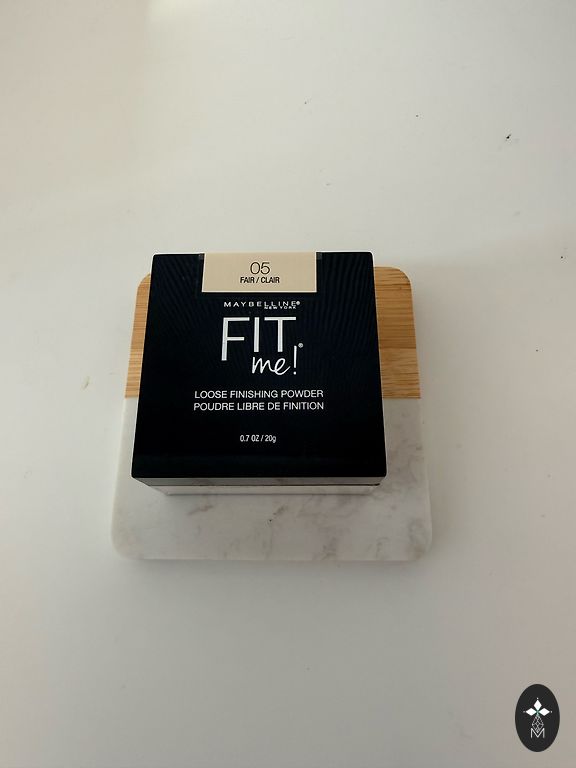 05
FAIR / CLAIR
MAYBELLINE®
NEW YORK
FIT
me!®
LOOSE FINISHING POWDER
POUDRE LIBRE DE FINITION
0.7 OZ / 20g
M